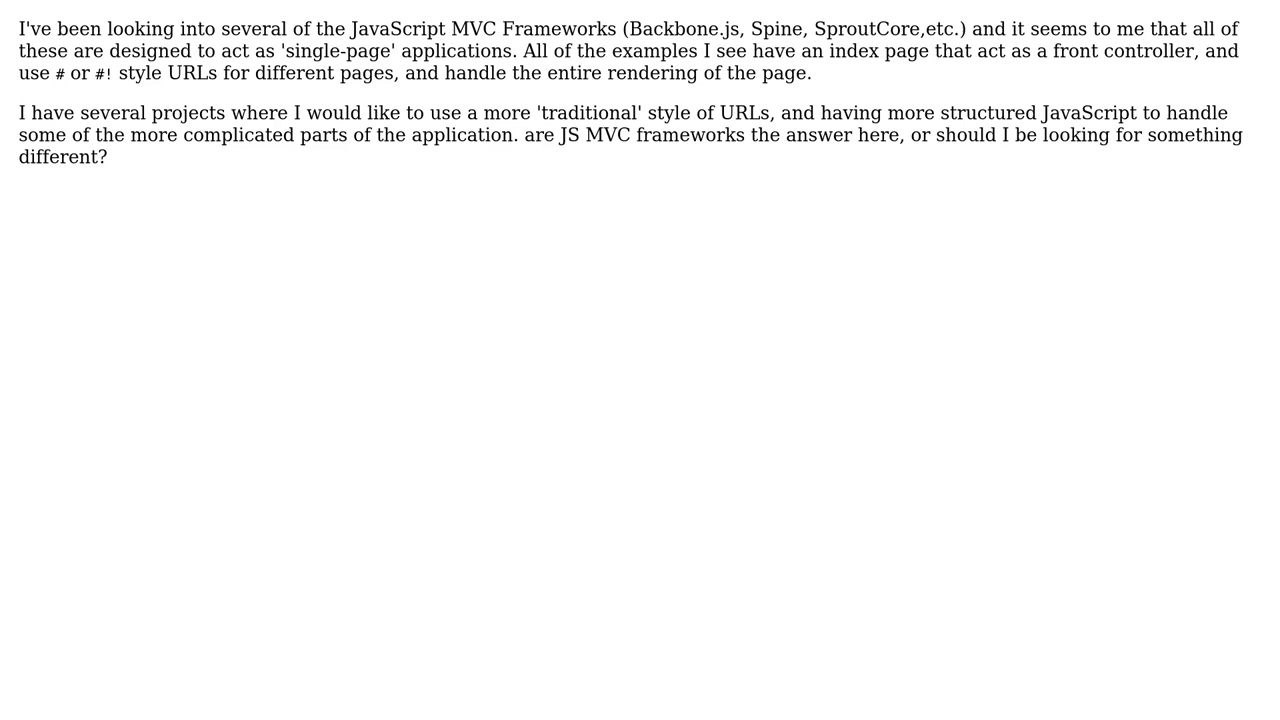 I've been looking into several of the JavaScript MVC Frameworks (Backbone.js, Spine, SproutCore,etc.) and it seems to me that all of
these are designed to act as 'single-page' applications. All of the examples I see have an index page that act as a front controller, and
use # or #! style URLs for different pages, and handle the entire rendering of the page.
I have several projects where I would like to use a more 'traditional' style of URLs, and having more structured JavaScript to handle
some of the more complicated parts of the application. are JS MVC frameworks the answer here, or should I be looking for something
different?